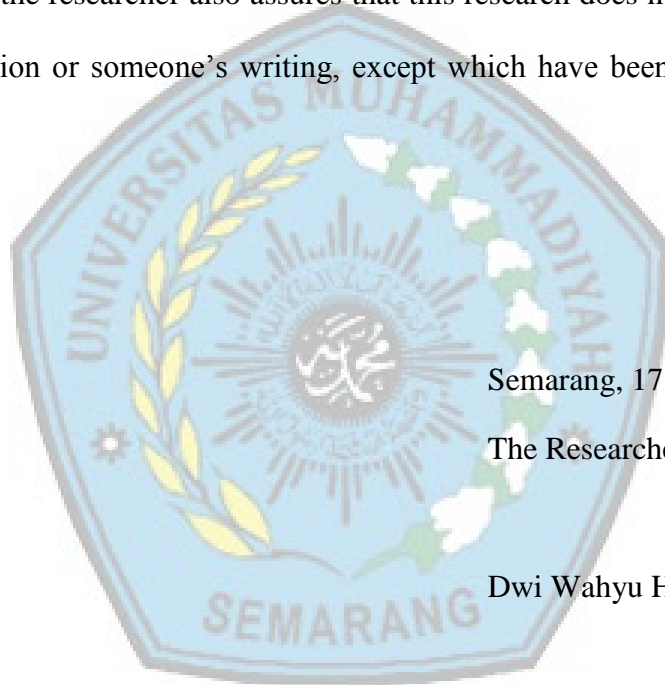 the researcher also assures that this research does
ion or someone's writing, except which have been
UNIVERSITAS MUHAMMADIYAH
محمدية
Semarang, 17
The Research
Dwi Wahyu H
SEMARANG